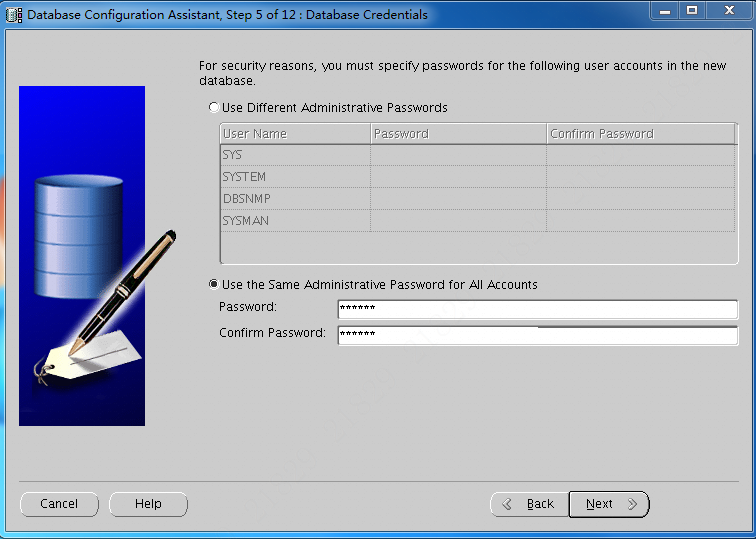 Database Configuration Assistant, Step 5 of 12 : Database Credentials
For security reasons, you must specify passwords for the following user accounts in the new
database.
Use Different Administrative Passwords
User Name Password Confirm Password
SYS
SYSTEM
DBSNMP
SYSMAN
Use the Same Administrative Password for All Accounts
Password: ******
Confirm Password: ******
Cancel Help Back Next